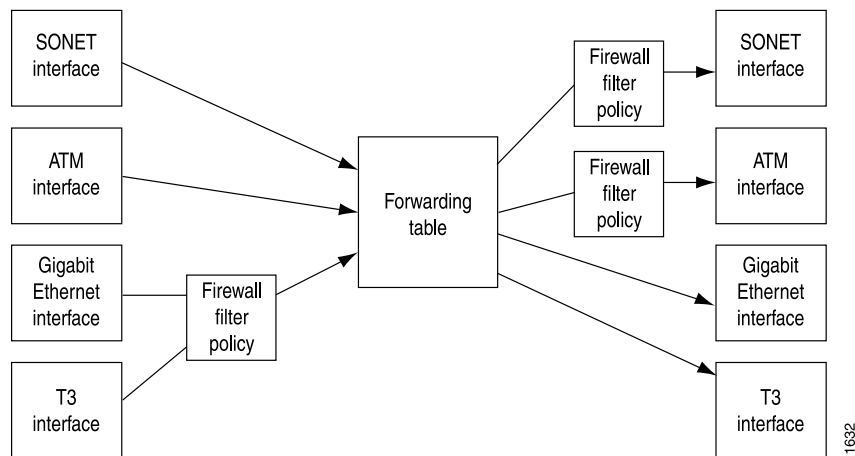 SONET
interface
ATM
interface
Gigabit
Ethernet
interface
T3
interface
Firewall
filter
policy
Forwarding
table
Firewall
filter
policy
Firewall
filter
policy
SONET
interface
ATM
interface
Gigabit
Ethernet
interface
T3
interface
1632